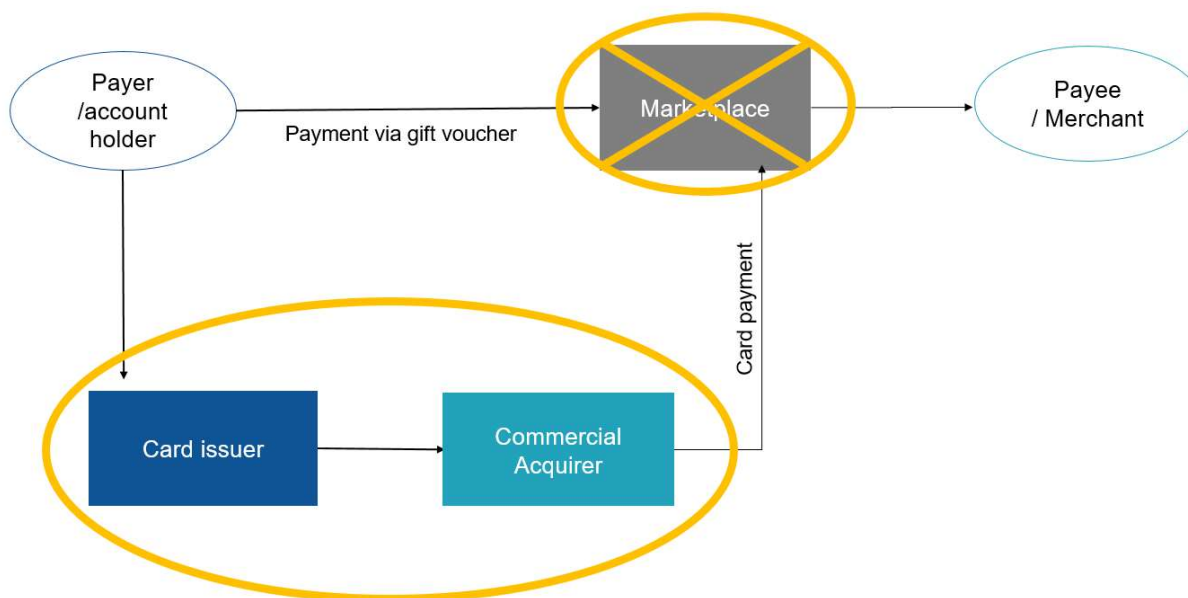 Payer
/account
holder
Payment via gift voucher
Marketplace
Payee
/ Merchant
Card payment
Card issuer
Commercial
Acquirer